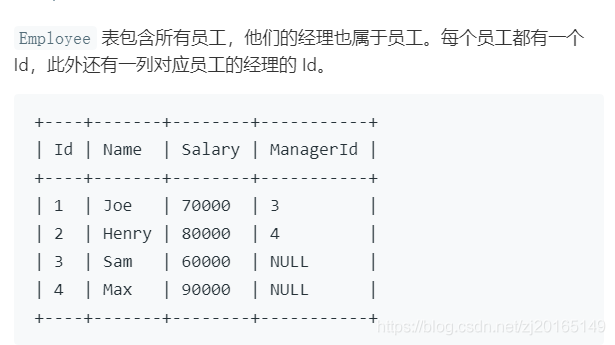 Employee 表包含所有员工，他们的经理也属于员工。每个员工都有一个
Id，此外还有一列对应员工的经理的 Id。
+----+-------+--------+-----------+
| Id | Name  | Salary | ManagerId |
+----+-------+--------+-----------+
| 1  | Joe   | 70000  | 3         |
| 2  | Henry | 80000  | 4         |
| 3  | Sam   | 60000  | NULL      |
| 4  | Max   | 90000  | NULL      |
+----+-------+--------+-----------+
https://blog.csdn.net/zj20165149